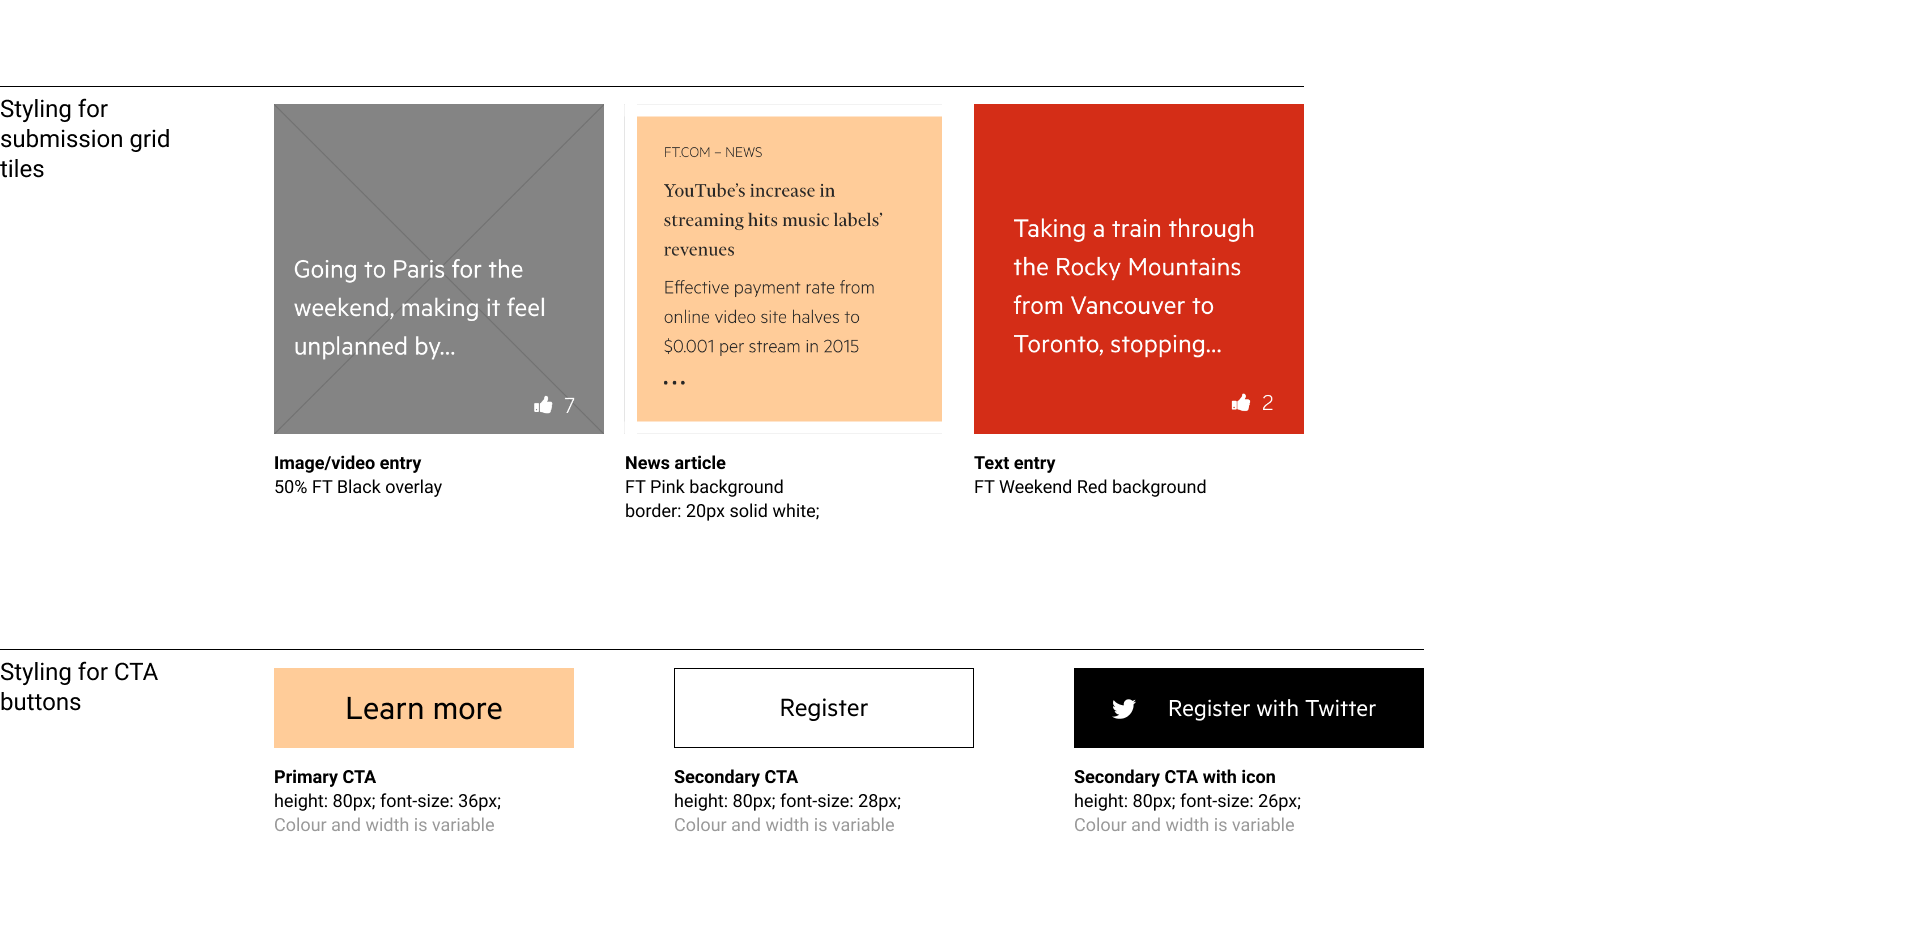 Styling for
submission grid
tiles
Going to Paris for the
weekend, making it feel
unplanned by...
7
Image/video entry
50% FT Black overlay
FT.COM – NEWS
YouTube’s increase in
streaming hits music labels’
revenues
Effective payment rate from
online video site halves to
$0.001 per stream in 2015
...
News article
FT Pink background
border: 20px solid white;
Taking a train through
the Rocky Mountains
from Vancouver to
Toronto, stopping...
2
Text entry
FT Weekend Red background
Styling for CTA
buttons
Learn more
Primary CTA
height: 80px; font-size: 36px;
Colour and width is variable
Register
Secondary CTA
height: 80px; font-size: 28px;
Colour and width is variable
Register with Twitter
Secondary CTA with icon
height: 80px; font-size: 26px;
Colour and width is variable